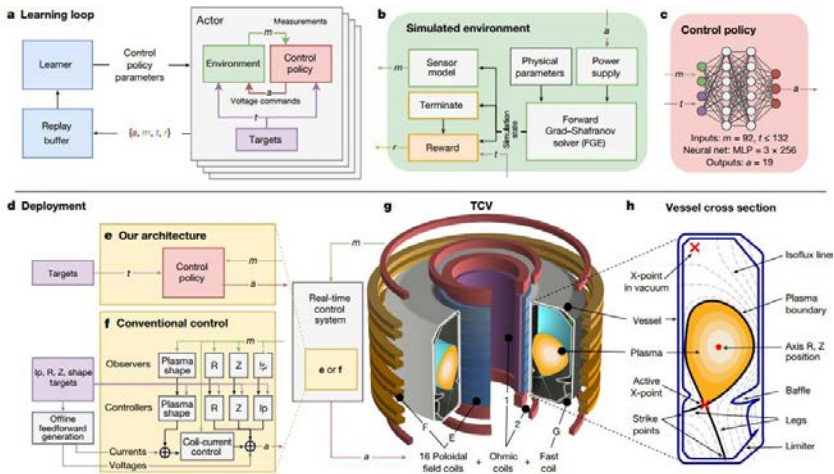 a Learning loop
Learner
Replay
buffer
Control
policy
parameters
{a, m, t, r}
Actor
Measurements
m
Environment
Control
policy
a
Voltage commands
t
Targets
b
Simulated environment
a
m
Sensor
model
Physical
parameters
Power
supply
Terminate
Reward
r
t
Simulation
state
Forward
Grad–Shafranov
solver (FGE)
c
Control policy
m
t
a
Inputs: m = 92, t ≤ 132
Neural net: MLP = 3 × 256
Outputs: a = 19
d Deployment
e Our architecture
Targets
t
Control
policy
m
a
f Conventional control
m
Observers
Plasma
shape
R
Z
Ip
Ip, R, Z, shape
targets
Controllers
Plasma
shape
R
Z
Ip
Offline
feedforward
generation
Coil-current
control
Currents
Voltages
a
m
Real-time
control
system
e or f
a
g
TCV
Vessel
Plasma
F
E
1
2
G
16 Poloidal
field coils
+
Ohmic
coils
+
Fast
coil
h Vessel cross section
X-point
in vacuum
Isoflux line
Plasma
boundary
Axis R, Z
position
Active
X-point
Baffle
Strike
points
Legs
Limiter